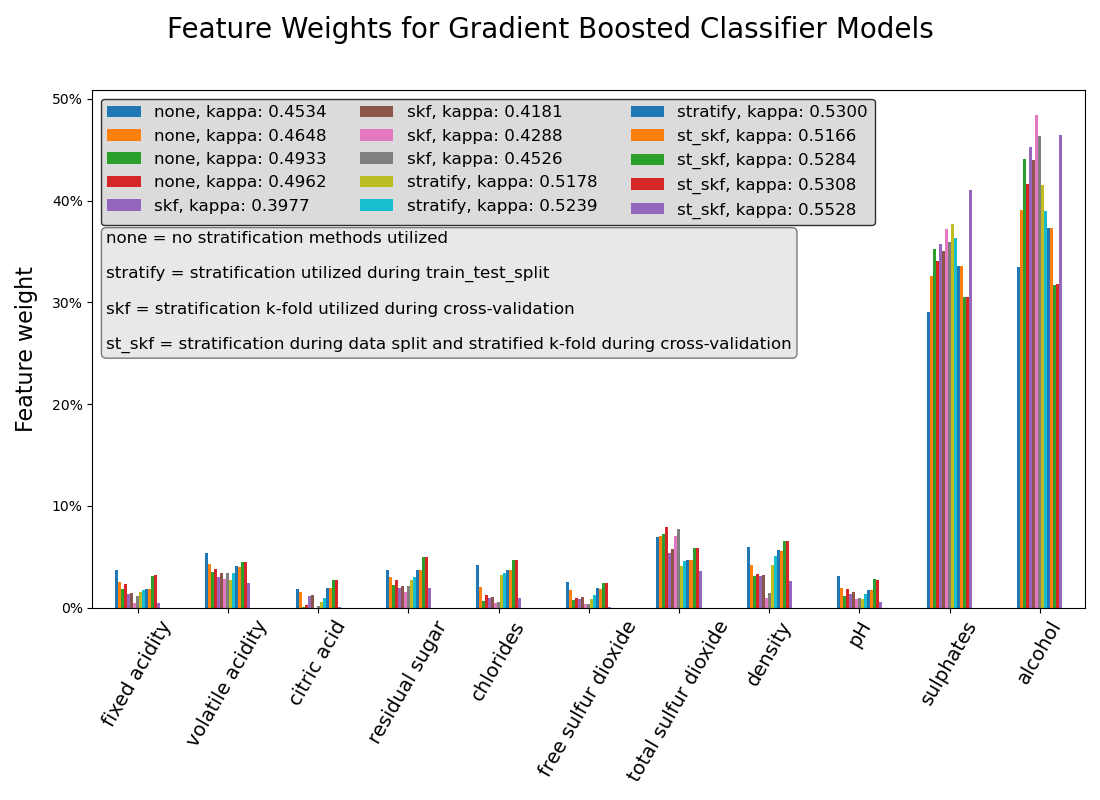 Feature Weights for Gradient Boosted Classifier Models
50%
40%
30%
20%
10%
0%
Feature weight
none, kappa: 0.4534
none, kappa: 0.4648
none, kappa: 0.4933
none, kappa: 0.4962
skf, kappa: 0.3977
skf, kappa: 0.4181
skf, kappa: 0.4288
skf, kappa: 0.4526
stratify, kappa: 0.5178
stratify, kappa: 0.5239
stratify, kappa: 0.5300
st_skf, kappa: 0.5166
st_skf, kappa: 0.5284
st_skf, kappa: 0.5308
st_skf, kappa: 0.5528
none = no stratification methods utilized
stratify = stratification utilized during train_test_split
skf = stratification k-fold utilized during cross-validation
st_skf = stratification during data split and stratified k-fold during cross-validation
fixed acidity
volatile acidity
citric acid
residual sugar
chlorides
free sulfur dioxide
total sulfur dioxide
density
pH
sulphates
alcohol